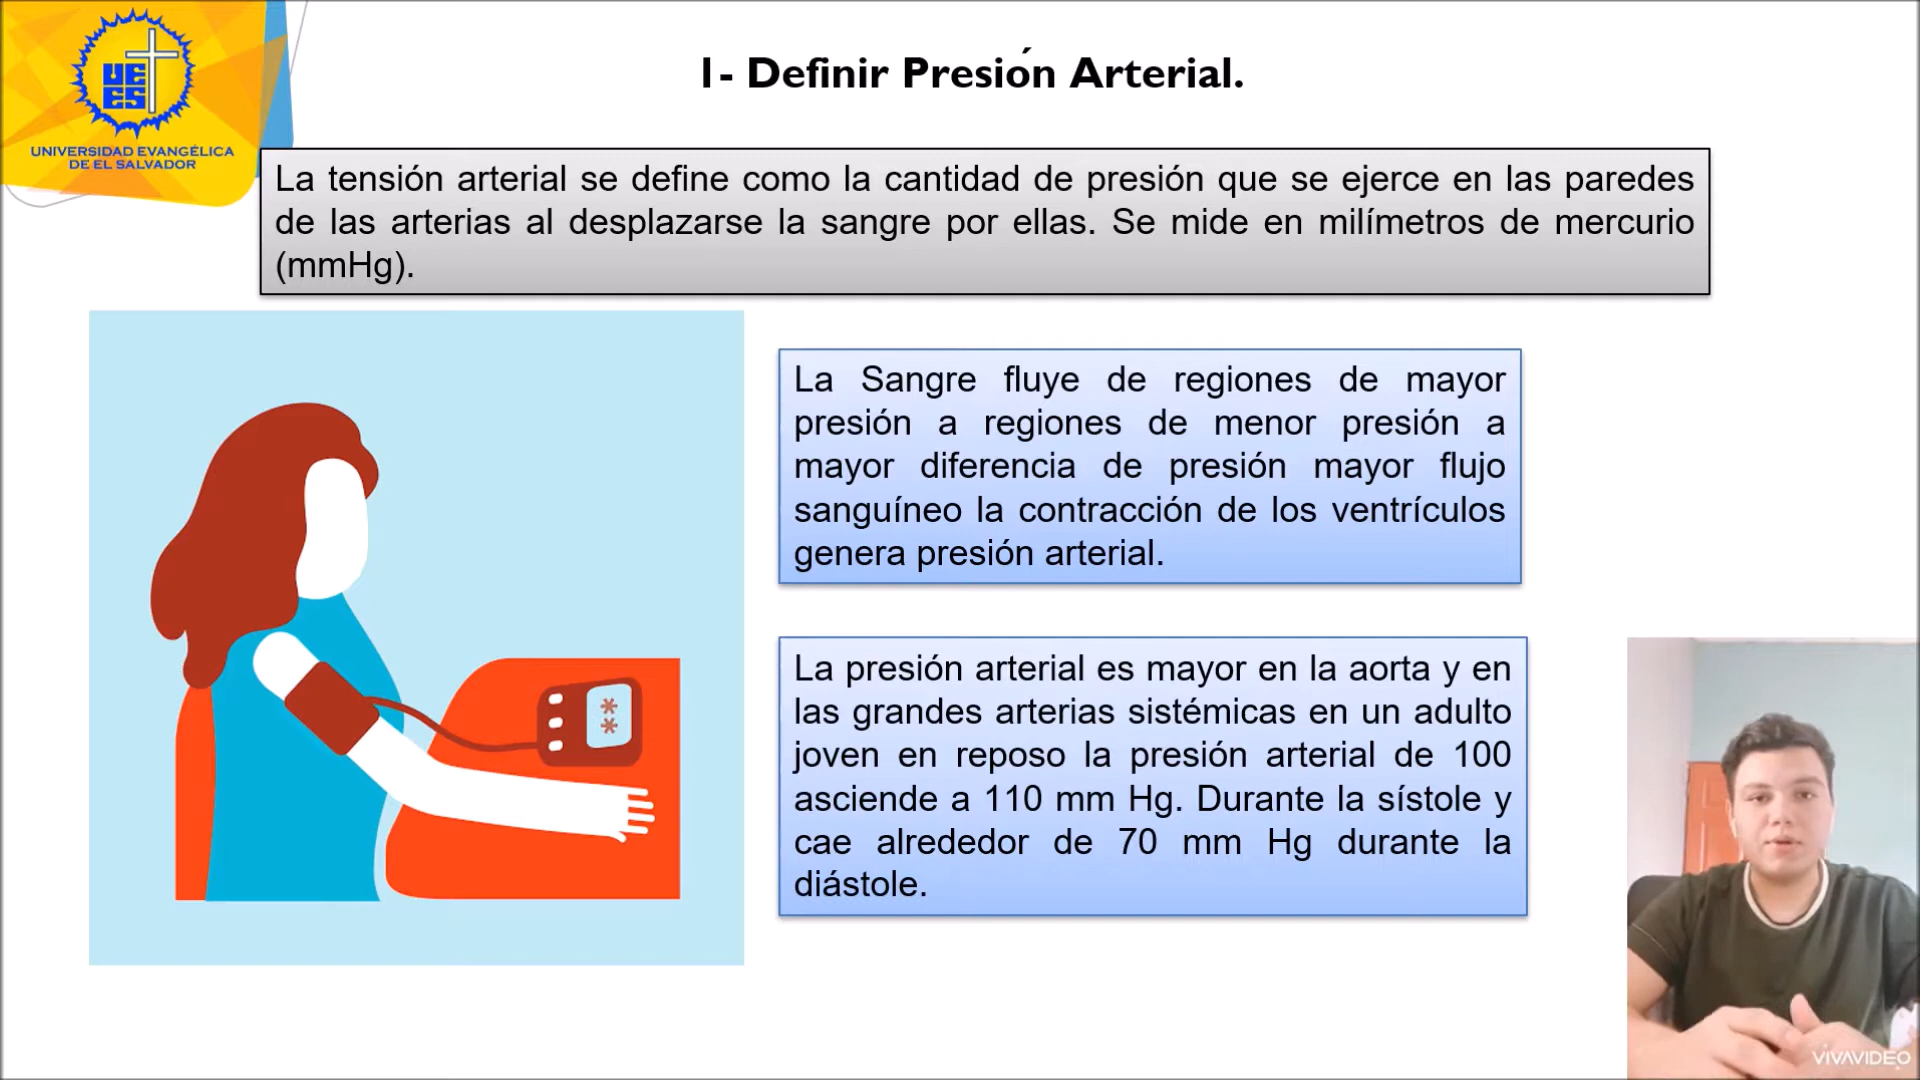 UE
ES
UNIVERSIDAD EVANGÉLICA
DE EL SALVADOR
1- Definir Presión Arterial.
La tensión arterial se define como la cantidad de presión que se ejerce en las paredes
de las arterias al desplazarse la sangre por ellas. Se mide en milímetros de mercurio
(mmHg).
La Sangre fluye de regiones de mayor
presión a regiones de menor presión a
mayor diferencia de presión mayor flujo
sanguíneo la contracción de los ventrículos
genera presión arterial.
La presión arterial es mayor en la aorta y en
las grandes arterias sistémicas en un adulto
joven en reposo la presión arterial de 100
asciende a 110 mm Hg. Durante la sístole y
cae alrededor de 70 mm Hg durante la
diástole.
VIVAVIDEO